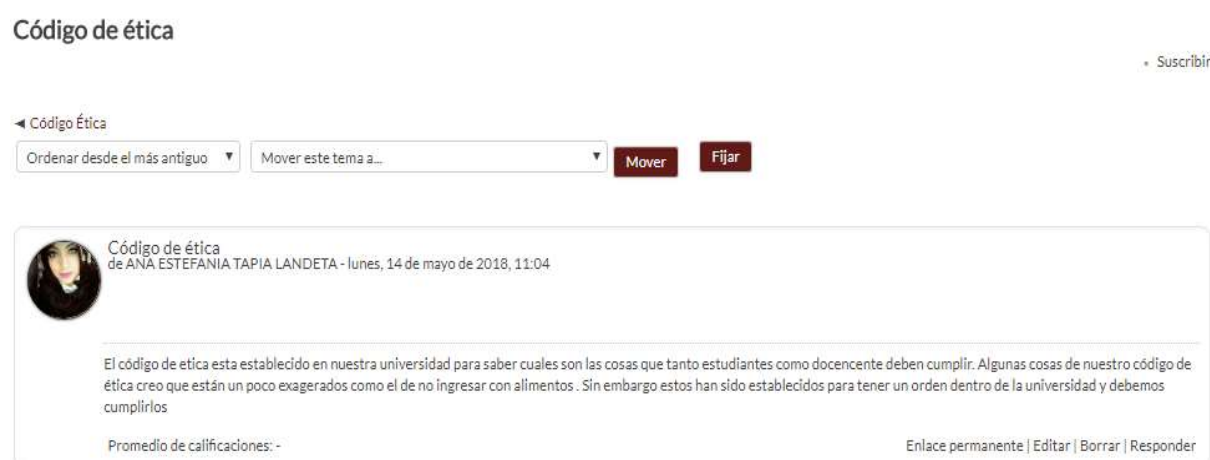 Código de ética
Suscribir
◄ Código Ética
Ordenar desde el más antiguo
Mover este tema a...
Mover
Fijar
Código de ética
de ANA ESTEFANIA TAPIA LANDETA - lunes, 14 de mayo de 2018, 11:04
El código de etica esta establecido en nuestra universidad para saber cuales son las cosas que tanto estudiantes como docencente deben cumplir. Algunas cosas de nuestro código de
ética creo que están un poco exagerados como el de no ingresar con alimentos . Sin embargo estos han sido establecidos para tener un orden dentro de la universidad y debemos
cumplirlos
Promedio de calificaciones: -
Enlace permanente | Editar | Borrar | Responder